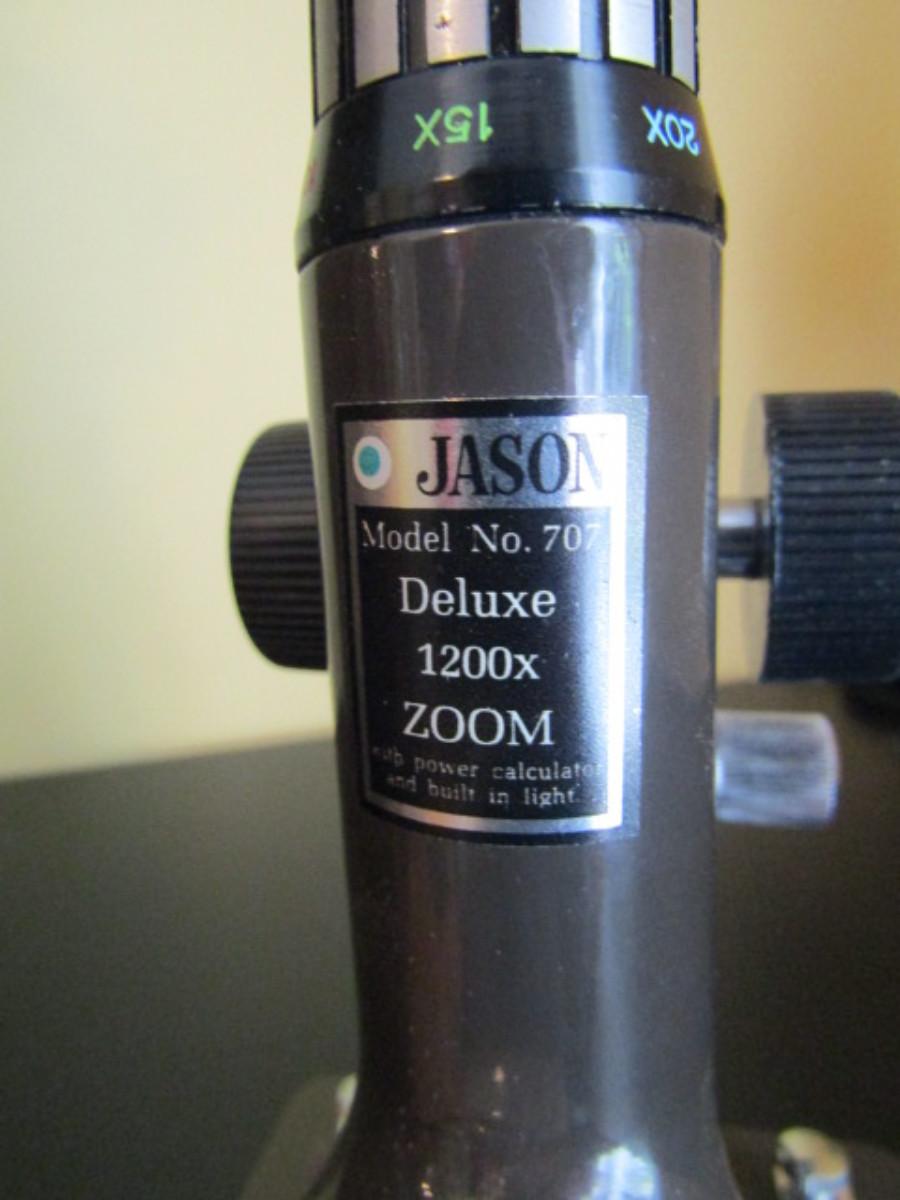 15X
20X
JASON
Model No. 707
Deluxe
1200x
ZOOM
with power calculator
and built in light.